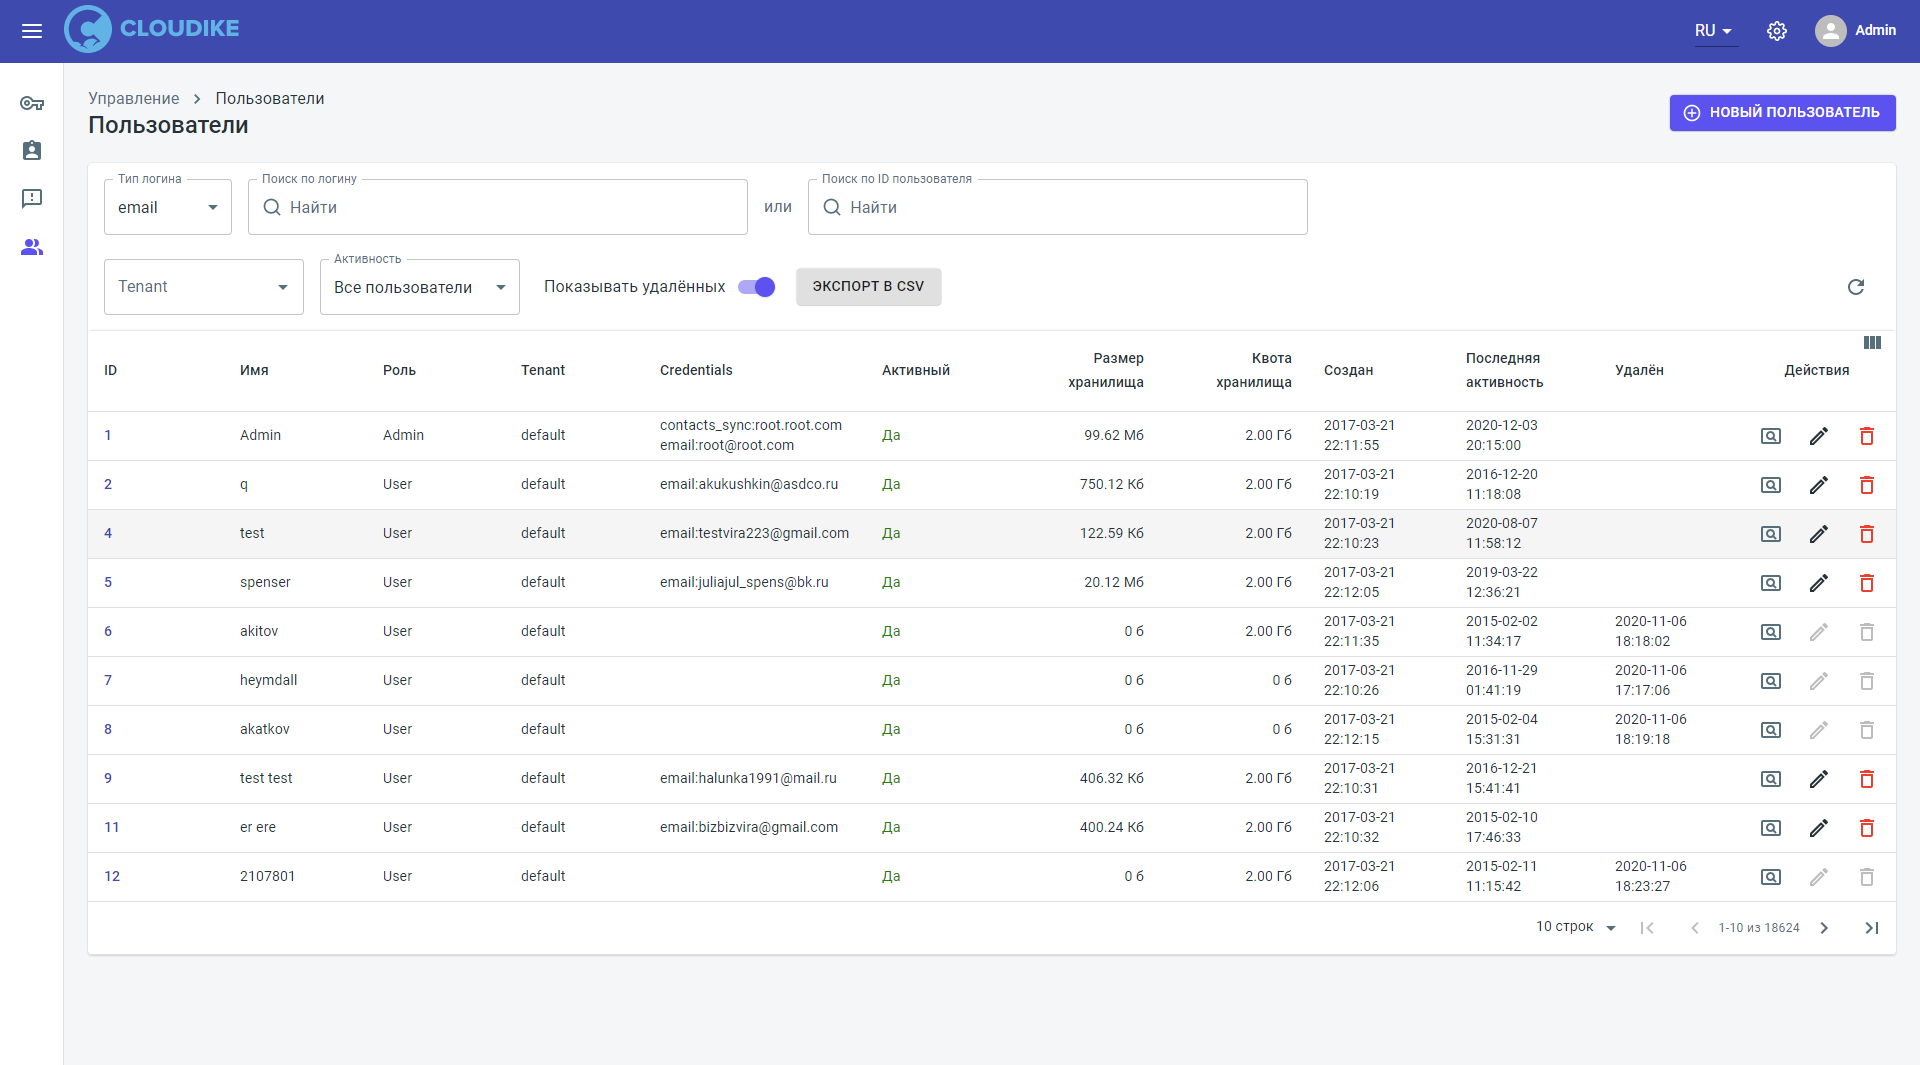 CLOUDIKE
RU
Admin
Управление > Пользователи
Пользователи
НОВЫЙ ПОЛЬЗОВАТЕЛЬ
Тип логина
email
Поиск по логину
Найти
или
Поиск по ID пользователя
Найти
Tenant
Активность
Все пользователи
Показывать удалённых
ЭКСПОРТ В CSV
ID Имя Роль Tenant Credentials Активный Размер хранилища Квота хранилища Создан Последняя активность Удалён Действия
1 Admin Admin default contacts_sync:root.root.com email:root@root.com Да 99.62 Мб 2.00 Гб 2017-03-21 22:11:55 2020-12-03 20:15:00
2 q User default email:akukushkin@asdco.ru Да 750.12 Кб 2.00 Гб 2017-03-21 22:10:19 2016-12-20 11:18:08
4 test User default email:testvira223@gmail.com Да 122.59 Кб 2.00 Гб 2017-03-21 22:10:23 2020-08-07 11:58:12
5 spenser User default email:juliajul_spens@bk.ru Да 20.12 Мб 2.00 Гб 2017-03-21 22:12:05 2019-03-22 12:36:21
6 akitov User default Да 0 б 2.00 Гб 2017-03-21 22:11:35 2015-02-02 11:34:17 2020-11-06 18:18:02
7 heymdall User default Да 0 б 0 б 2017-03-21 22:10:26 2016-11-29 01:41:19 2020-11-06 17:17:06
8 akatkov User default Да 0 б 0 б 2017-03-21 22:12:15 2015-02-04 15:31:31 2020-11-06 18:19:18
9 test test User default email:halunka1991@mail.ru Да 406.32 Кб 2.00 Гб 2017-03-21 22:10:31 2016-12-21 15:41:41
11 er ere User default email:bizbizvira@gmail.com Да 400.24 Кб 2.00 Гб 2017-03-21 22:10:32 2015-02-10 17:46:33
12 2107801 User default Да 0 б 2.00 Гб 2017-03-21 22:12:06 2015-02-11 11:15:42 2020-11-06 18:23:27
10 строк 1-10 из 18624